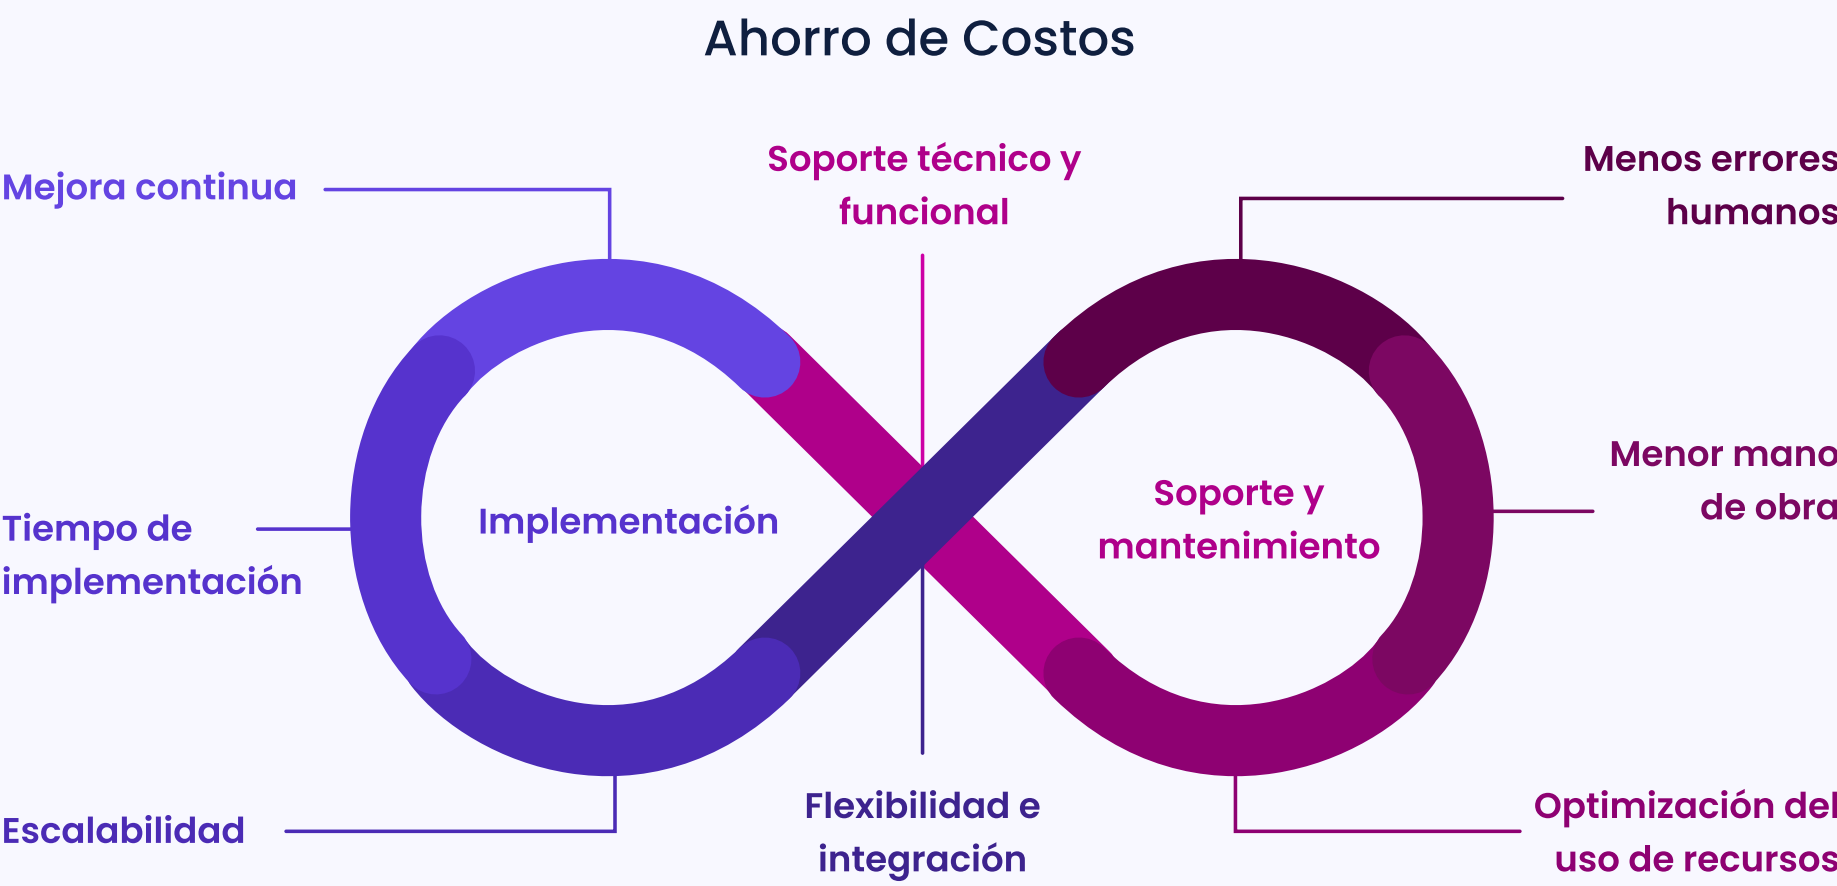 Ahorro de Costos
Mejora continua
Soporte técnico y
funcional
Menos errores
humanos
Tiempo de
implementación
Implementación
Soporte y
mantenimiento
Menor mano
de obra
Escalabilidad
Flexibilidad e
integración
Optimización del
uso de recursos